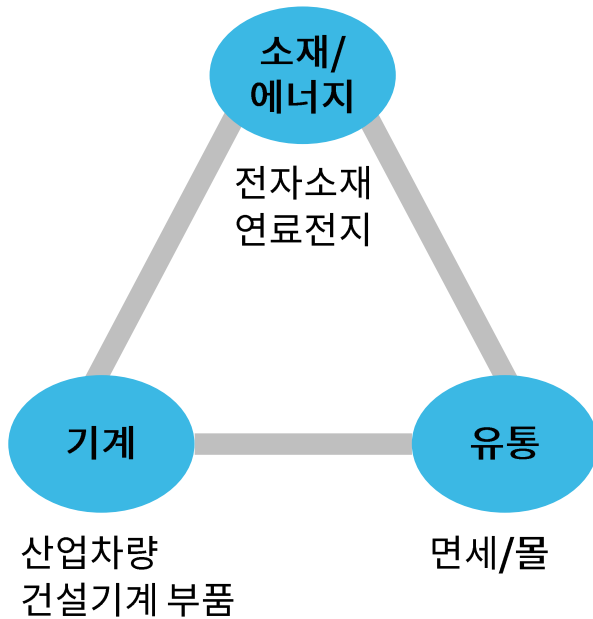 소재/
에너지
전자소재
연료전지
기계
유통
산업차량
건설기계 부품
면세/몰